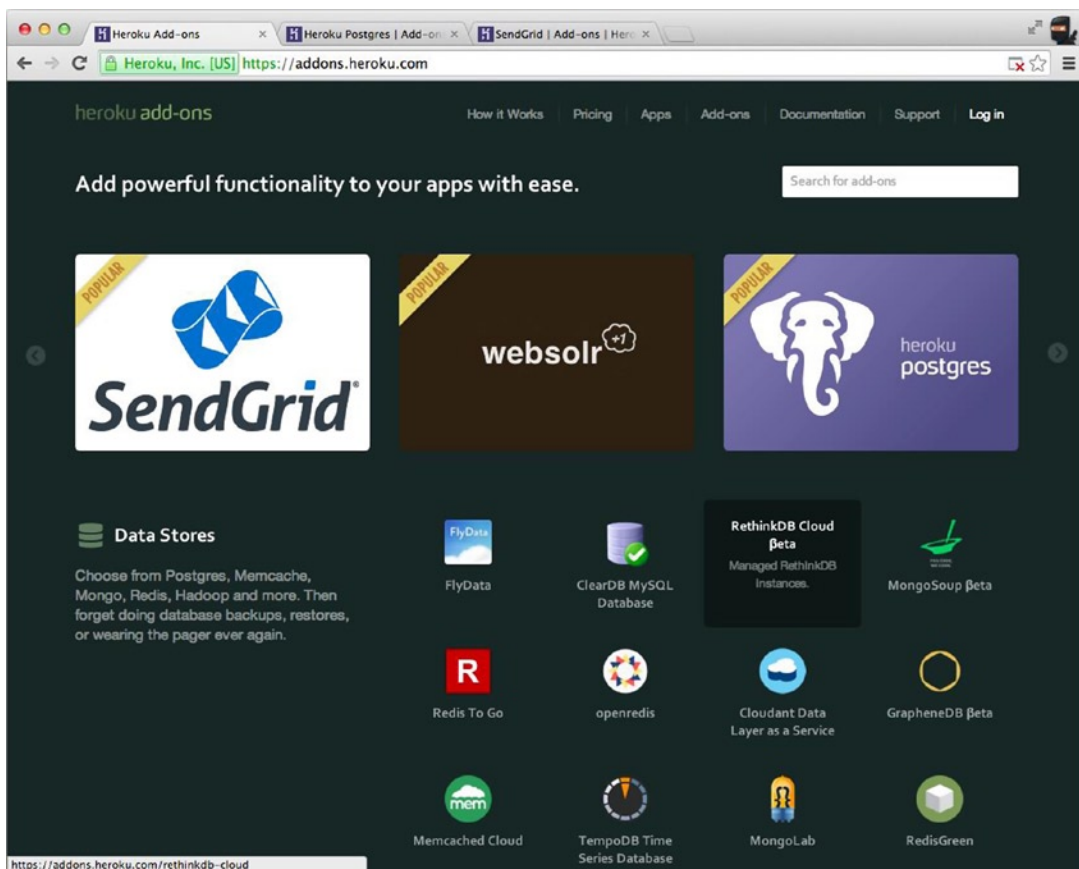 Heroku Add-ons
Heroku Postgres | Add-on
SendGrid | Add-ons | Hero
Heroku, Inc. [US] https://addons.heroku.com
heroku add-ons
How it Works
Pricing
Apps
Add-ons
Documentation
Support
Log in
Add powerful functionality to your apps with ease.
Search for add-ons
POPULAR
SendGrid®
POPULAR
websolr +1
POPULAR
heroku
postgres
Data Stores
Choose from Postgres, Memcache,
Mongo, Redis, Hadoop and more. Then
forget doing database backups, restores,
or wearing the pager ever again.
FlyData
FlyData
ClearDB MySQL
Database
RethinkDB Cloud
βeta
Managed RethinkDB
Instances.
MongoSoup βeta
R
Redis To Go
openredis
Cloudant Data
Layer as a Service
GrapheneDB βeta
mem
Memcached Cloud
TempoDB Time
Series Database
MongoLab
RedisGreen
https://addons.heroku.com/rethinkdb-cloud